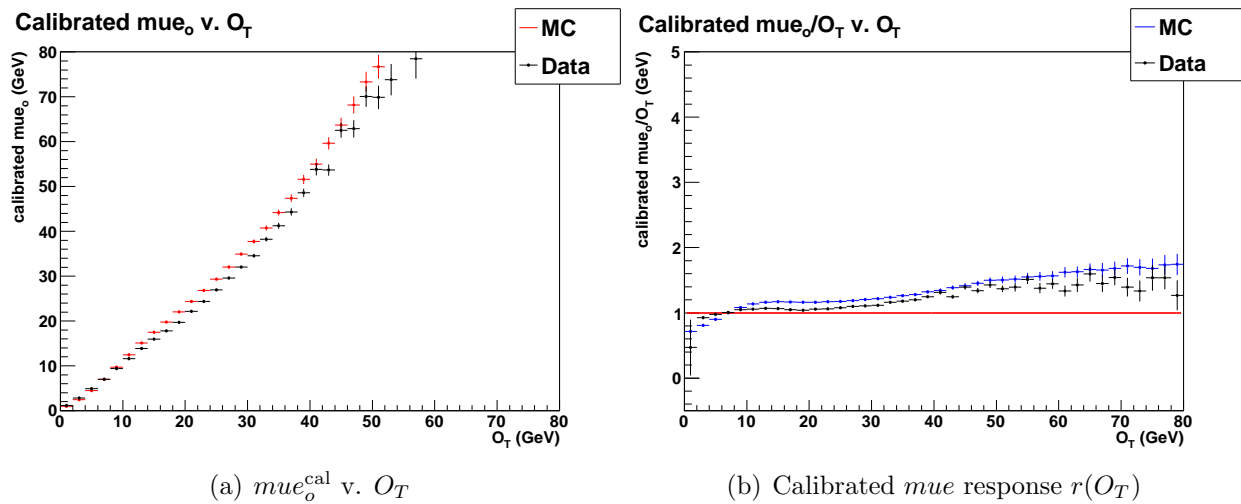 Calibrated mue_o v. O_T
MC
Data
calibrated mue_o (GeV)
80
70
60
50
40
30
20
10
0
0 10 20 30 40 50 60 70 80
O_T (GeV)
(a) mue_o^cal v. O_T
Calibrated mue_o/O_T v. O_T
MC
Data
calibrated mue_o/O_T (GeV)
5
4
3
2
1
0
0 10 20 30 40 50 60 70 80
O_T (GeV)
(b) Calibrated mue response r(O_T)